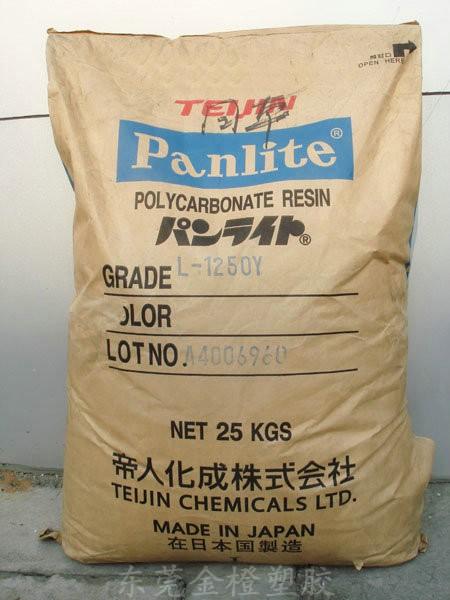 OPEN HERE
TEIJIN
Panlite®
POLYCARBONATE RESIN
パンライト®
GRADE L-1250Y
OLOR
LOT NO. A4006960
NET 25 KGS
帝人化成株式会社
TEIJIN CHEMICALS LTD.
MADE IN JAPAN
在日本国製造
东莞金橙塑胶